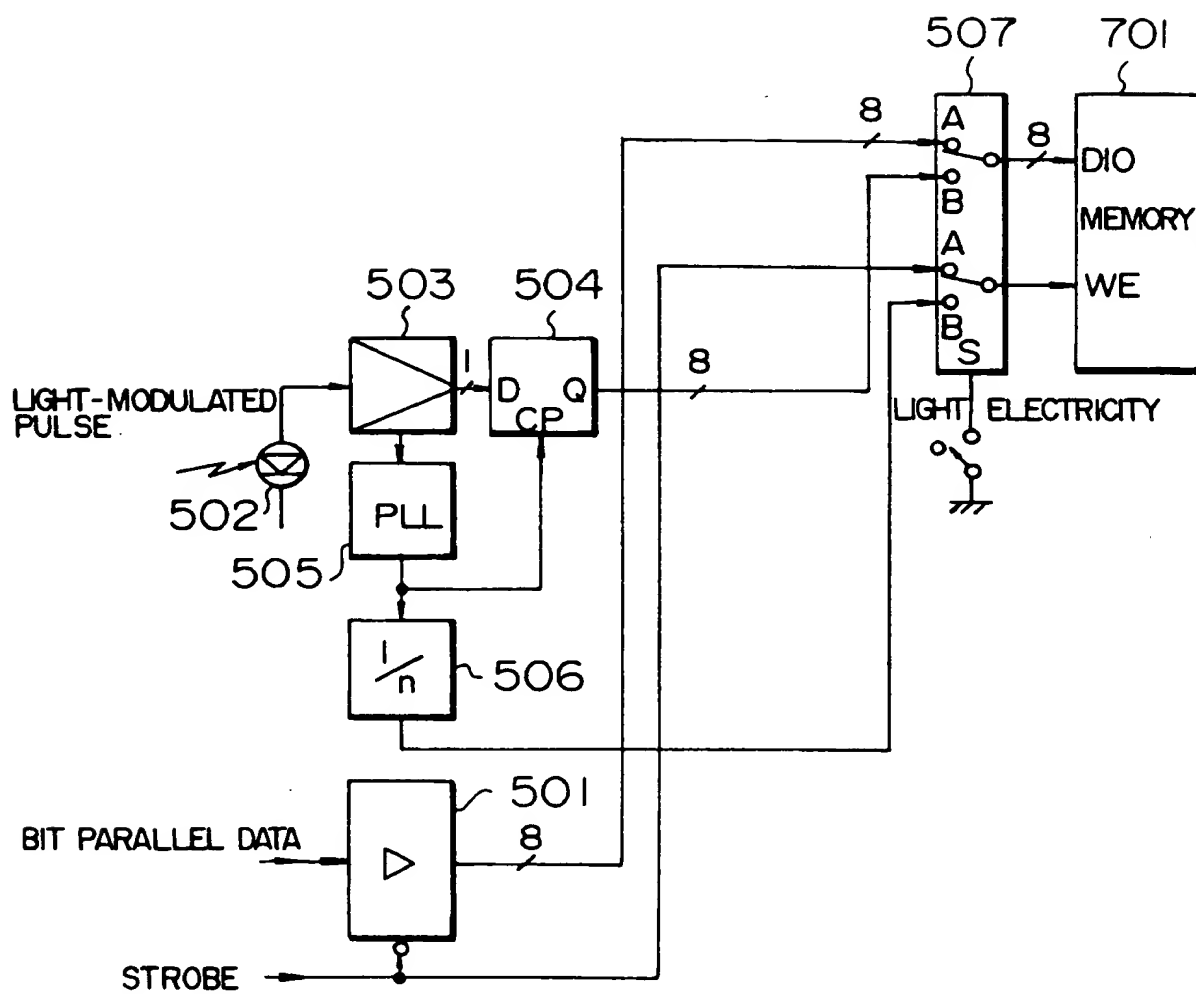 507 701
8 A 8
DIO
B
MEMORY
A
WE
B
S
503 504
1
D Q
CP
8
LIGHT-MODULATED
PULSE
LIGHT ELECTRICITY
502
PLL
505
1/n
506
501
BIT PARALLEL DATA
8
STROBE